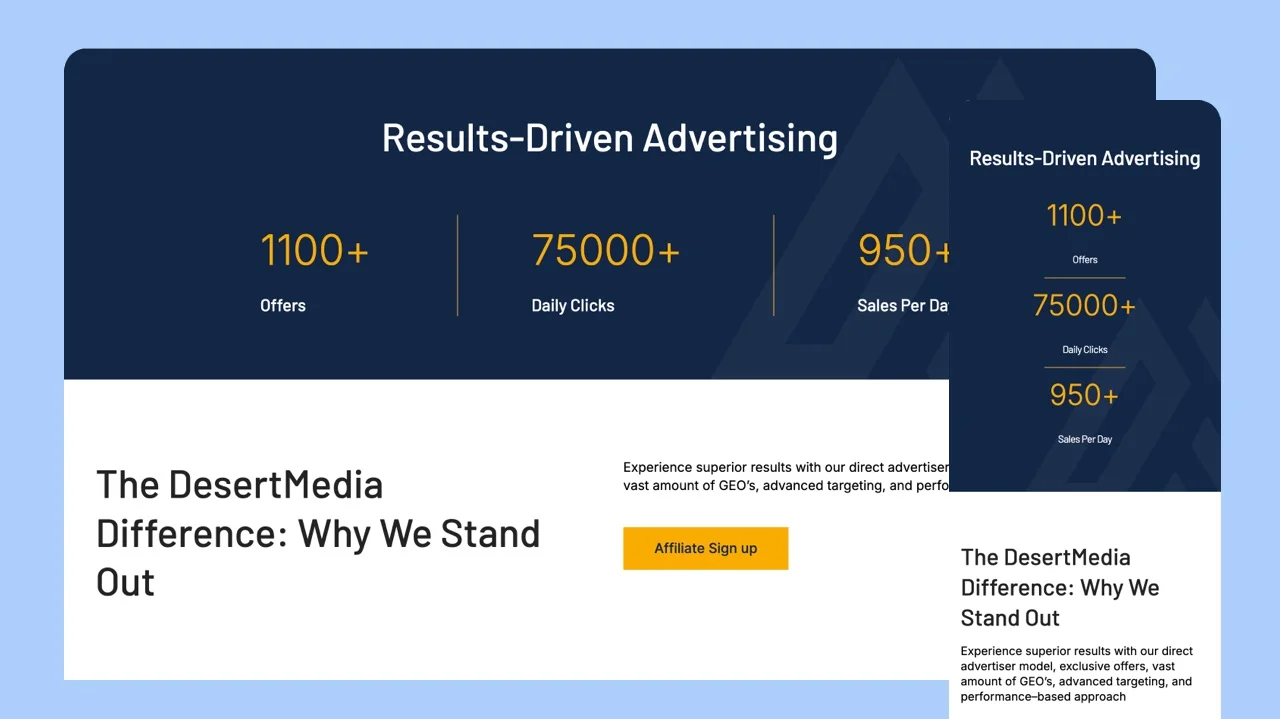 Results-Driven Advertising
1100+
75000+
950+
Offers
Daily Clicks
Sales Per Da
The DesertMedia
Difference: Why We Stand
Out
Experience superior results with our direct advertiser
vast amount of GEO's, advanced targeting, and perfo
Affiliate Sign up
Results-Driven Advertising
1100+
Offers
75000+
Daily Clicks
950+
Sales Per Day
The DesertMedia
Difference: Why We
Stand Out
Experience superior results with our direct
advertiser model, exclusive offers, vast
amount of GEO's, advanced targeting, and
performance–based approach